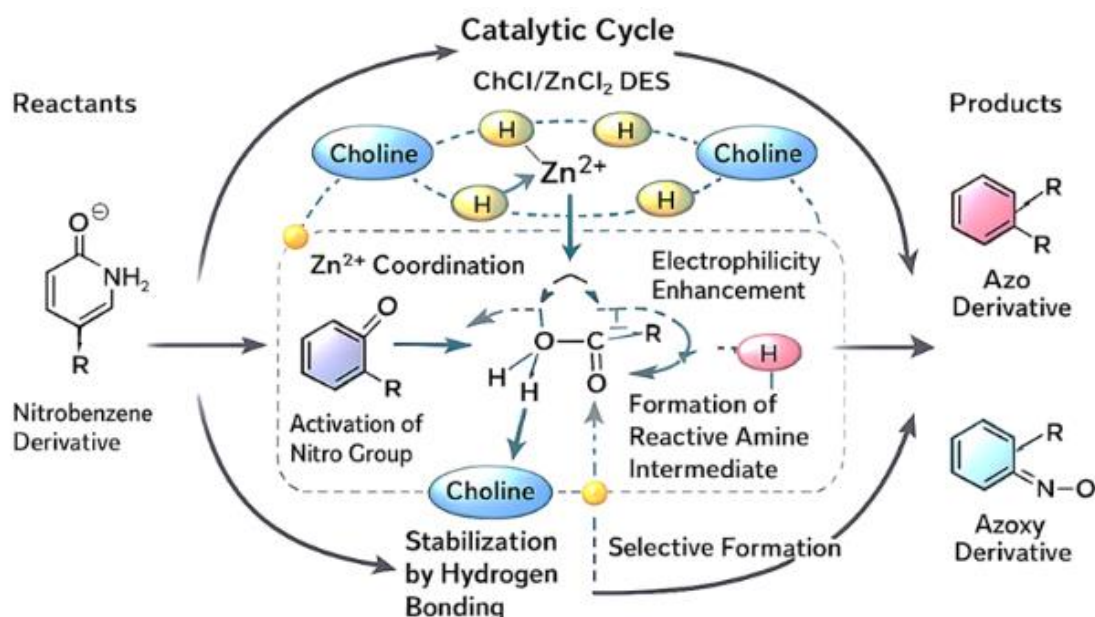 Catalytic Cycle
ChCl/ZnCl₂ DES
Reactants
Products
H
H
Choline
Choline
Zn²⁺
H
H
O⊖
NH₂
R
Nitrobenzene
Derivative
Zn²⁺ Coordination
O
R
Activation of
Nitro Group
Electrophilicity
Enhancement
O
C
R
H
H
O
H
Formation of
Reactive Amine
Intermediate
Choline
Stabilization
by Hydrogen
Bonding
Selective Formation
R
R
Azo
Derivative
R
N–O
Azoxy
Derivative